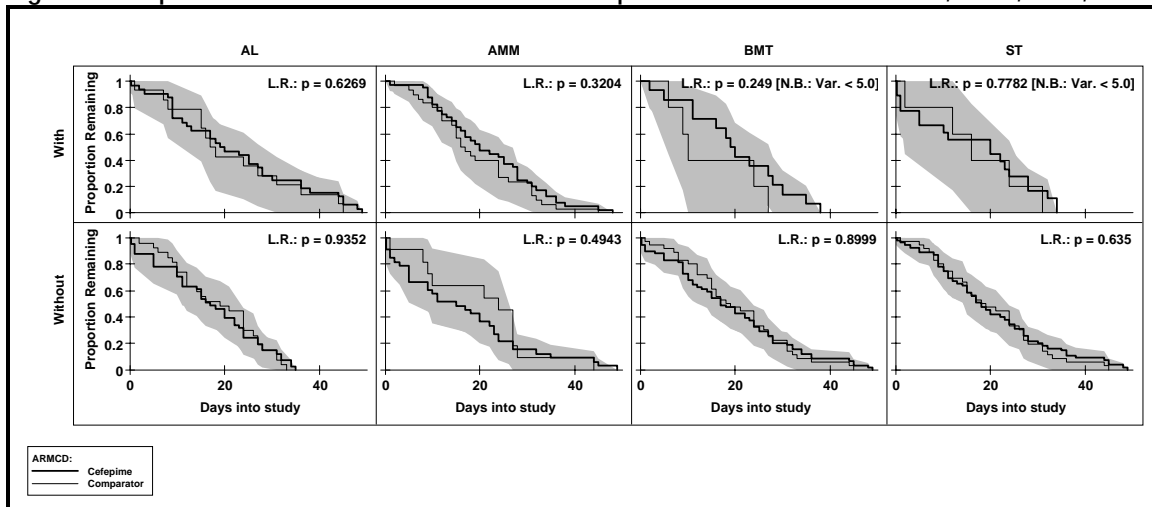 AL AMM BMT ST
With
Proportion Remaining
1
0.8
0.6
0.4
0.2
0
L.R.: p = 0.6269
L.R.: p = 0.3204
L.R.: p = 0.249 [N.B.: Var. < 5.0]
L.R.: p = 0.7782 [N.B.: Var. < 5.0]
Without
Proportion Remaining
1
0.8
0.6
0.4
0.2
0
L.R.: p = 0.9352
L.R.: p = 0.4943
L.R.: p = 0.8999
L.R.: p = 0.635
0 20 40 0 20 40 0 20 40 0 20 40
Days into study Days into study Days into study Days into study
ARMCD:
Cefepime
Comparator